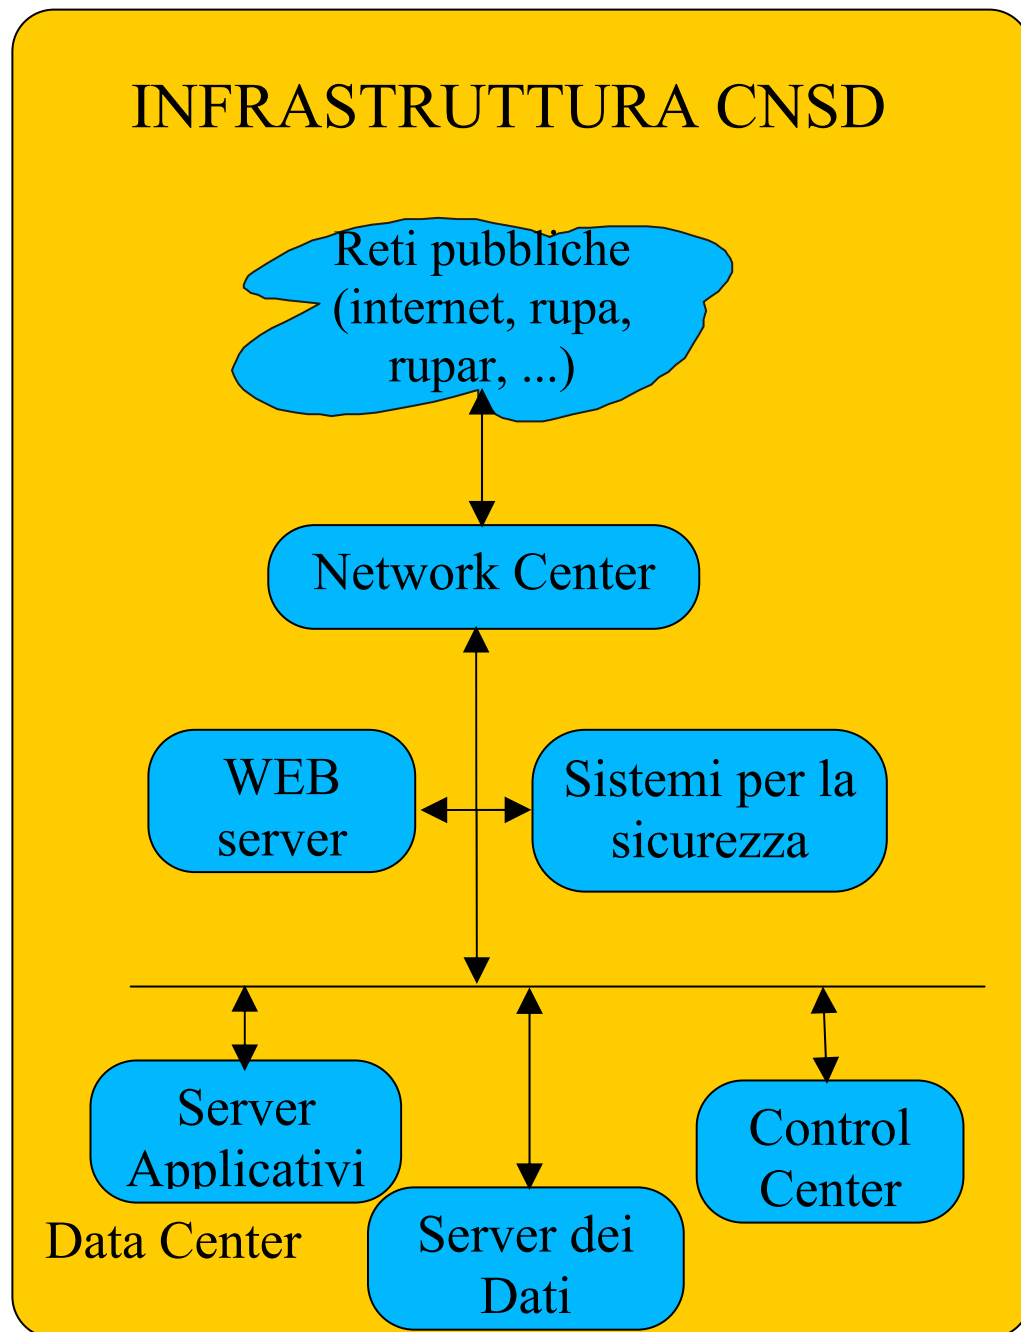 INFRASTRUTTURA CNSD
Reti pubbliche
(internet, rupa,
rupar, ...)
Network Center
WEB
server
Sistemi per la
sicurezza
Server
Applicativi
Control
Center
Data Center
Server dei
Dati